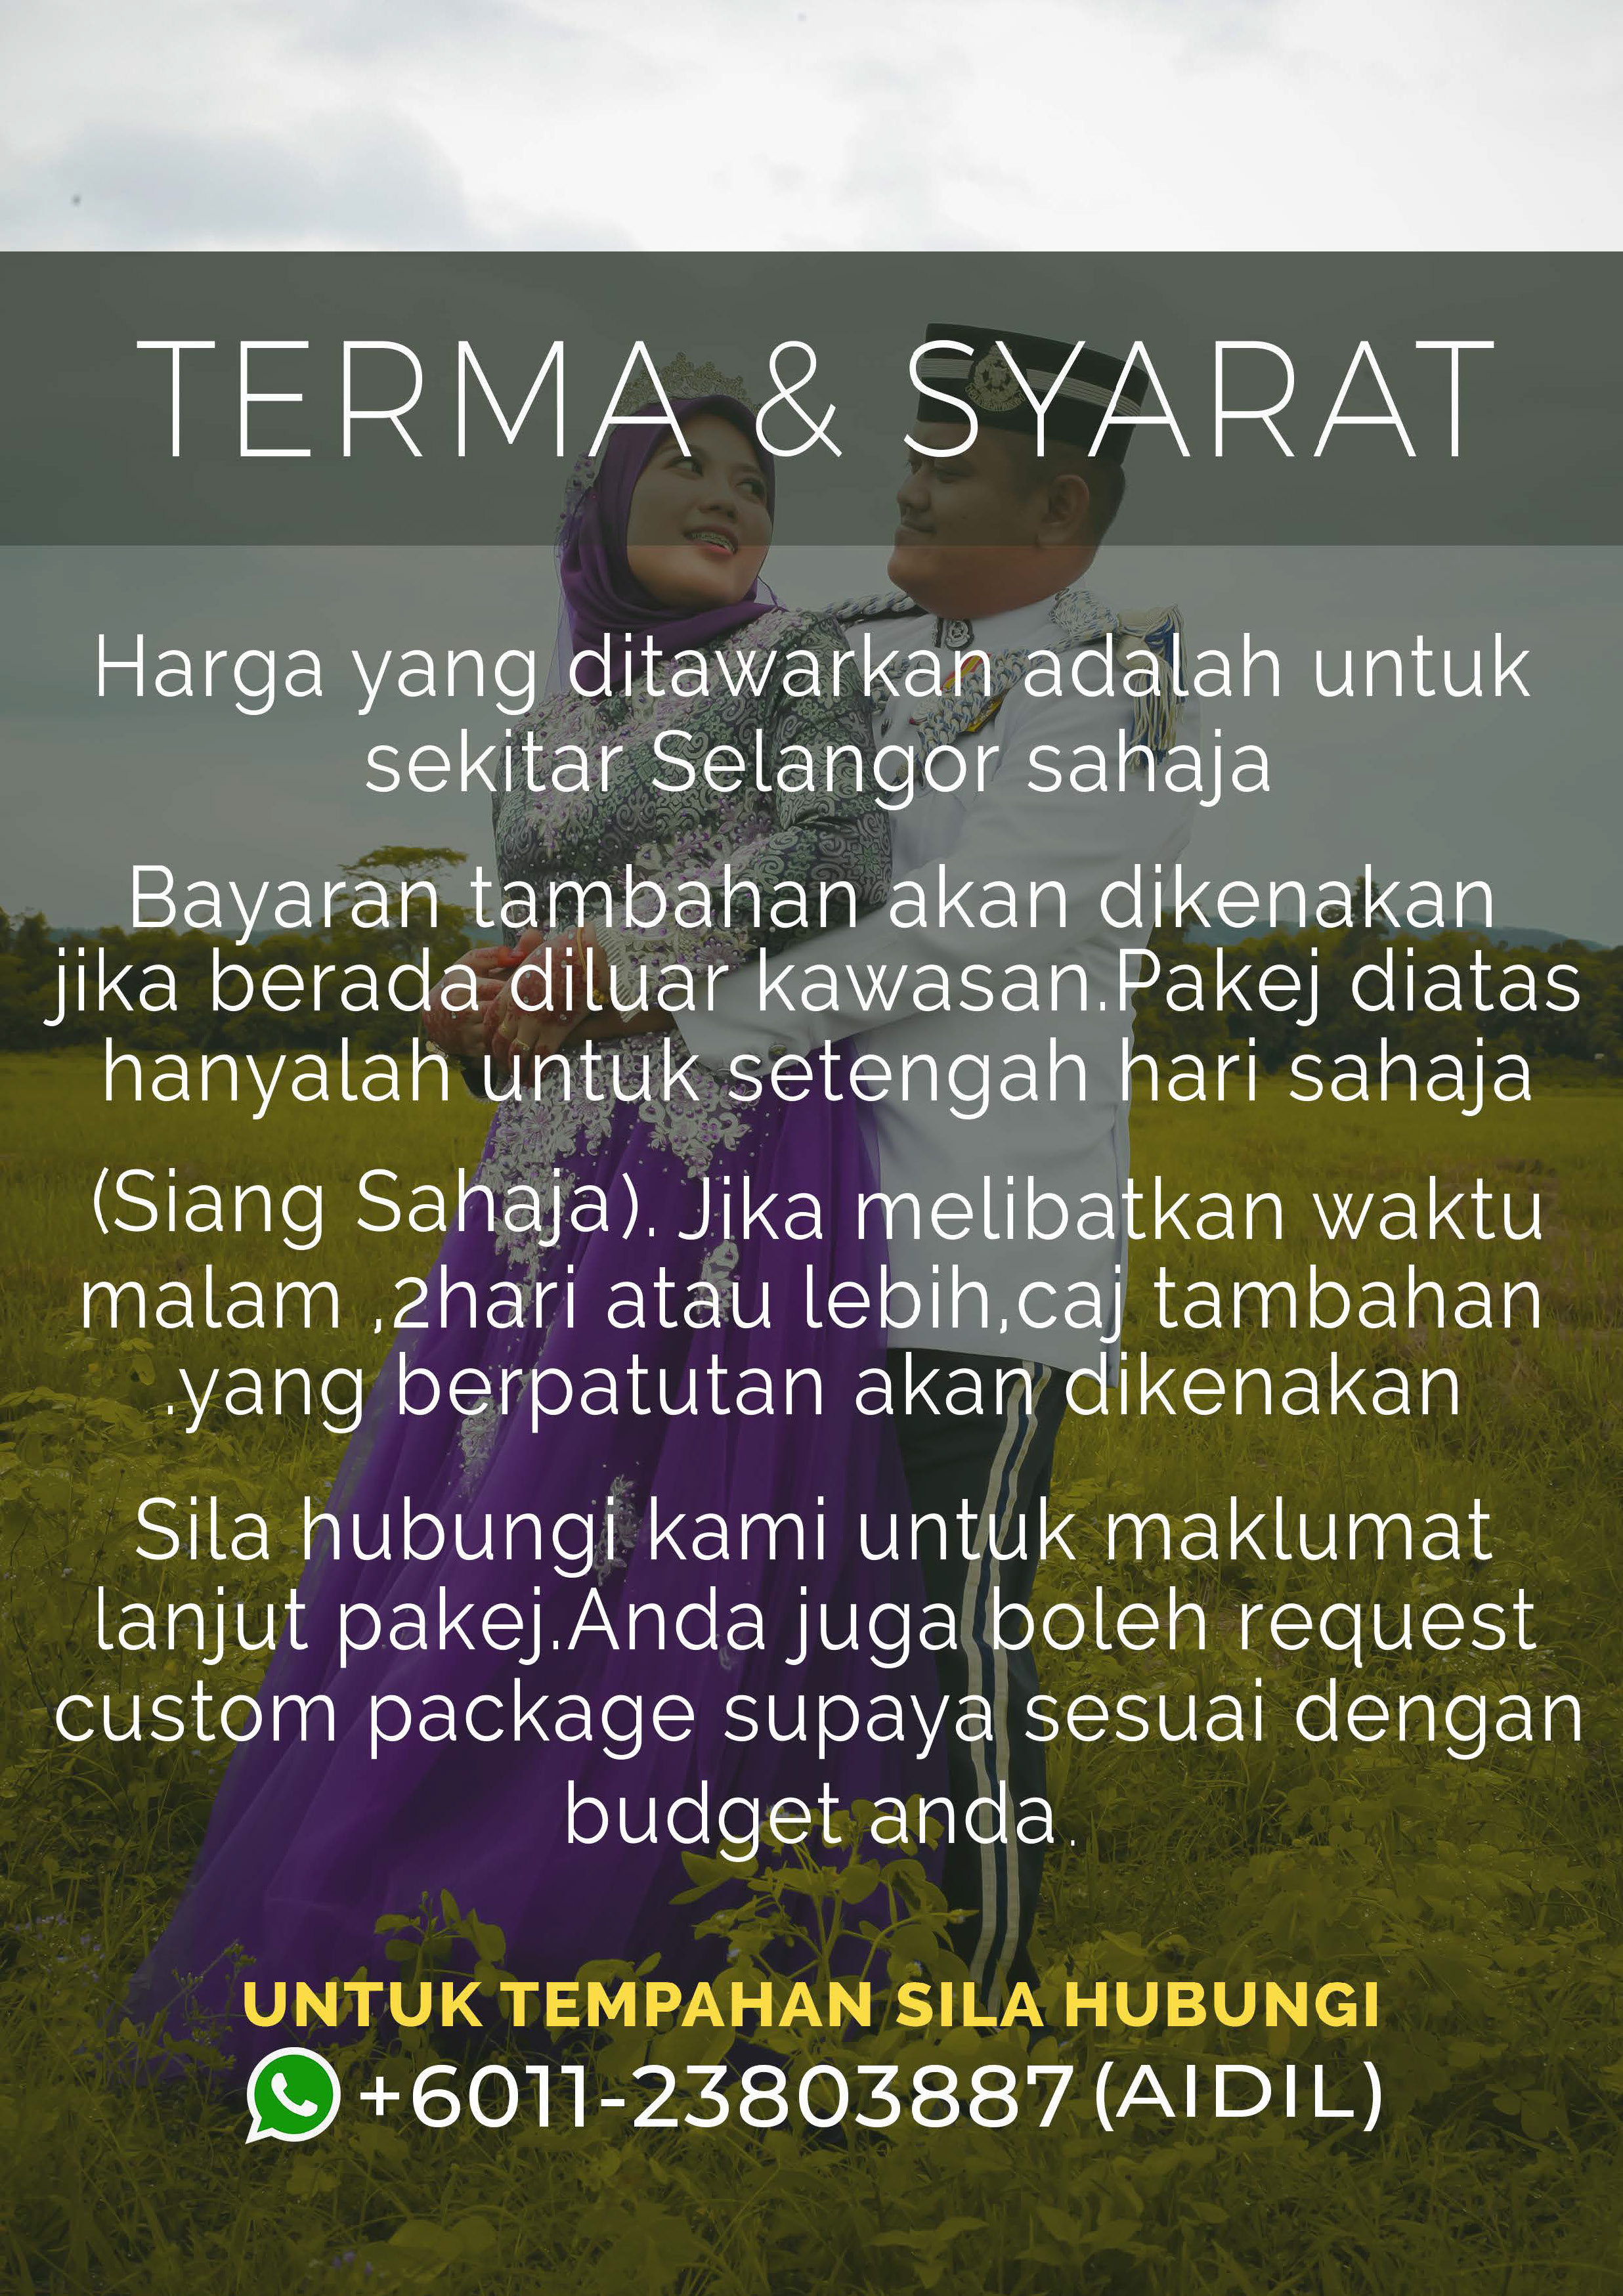 TERMA & SYARAT
Harga yang ditawarkan adalah untuk
sekitar Selangor sahaja
Bayaran tambahan akan dikenakan
jika berada diluar kawasan.Pakej diatas
hanyalah untuk setengah hari sahaja
(Siang Sahaja). Jika melibatkan waktu
malam ,2hari atau lebih,caj tambahan
.yang berpatutan akan dikenakan
Sila hubungi kami untuk maklumat
lanjut pakej.Anda juga boleh request
custom package supaya sesuai dengan
budget anda.
UNTUK TEMPAHAN SILA HUBUNGI
+6011-23803887 (AIDIL)